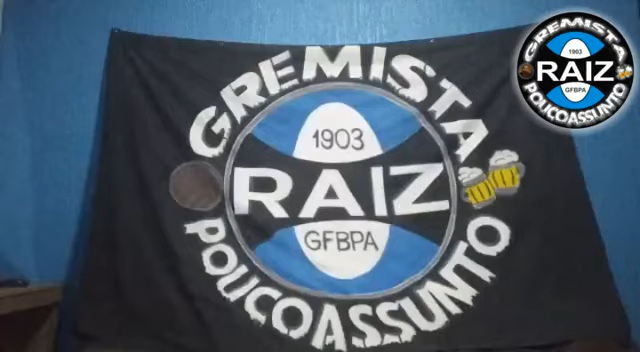 GREMISTA
1903
RAIZ
GFBPA
POUCOASSUNTO
GREMISTA
1903
RAIZ
GFBPA
POUCOASSUNTO